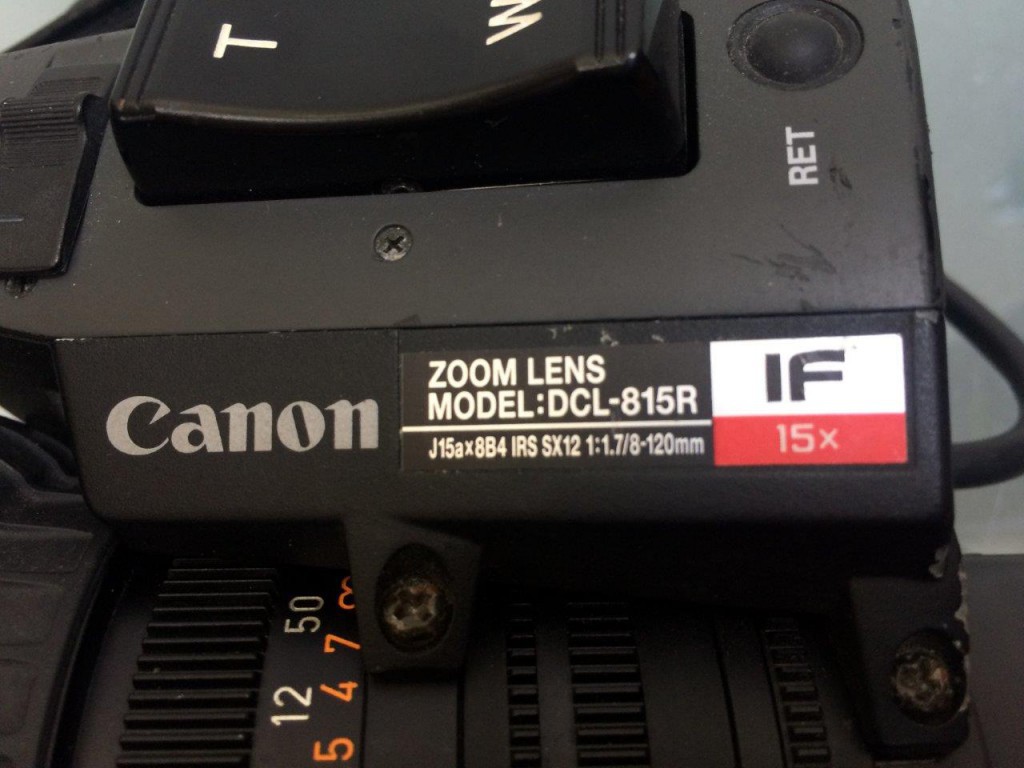 T W
RET
Canon
ZOOM LENS
MODEL:DCL-815R
J15a×8B4 IRS SX12 1:1.7/8-120mm
IF
15×
50 8
7
12 4
5